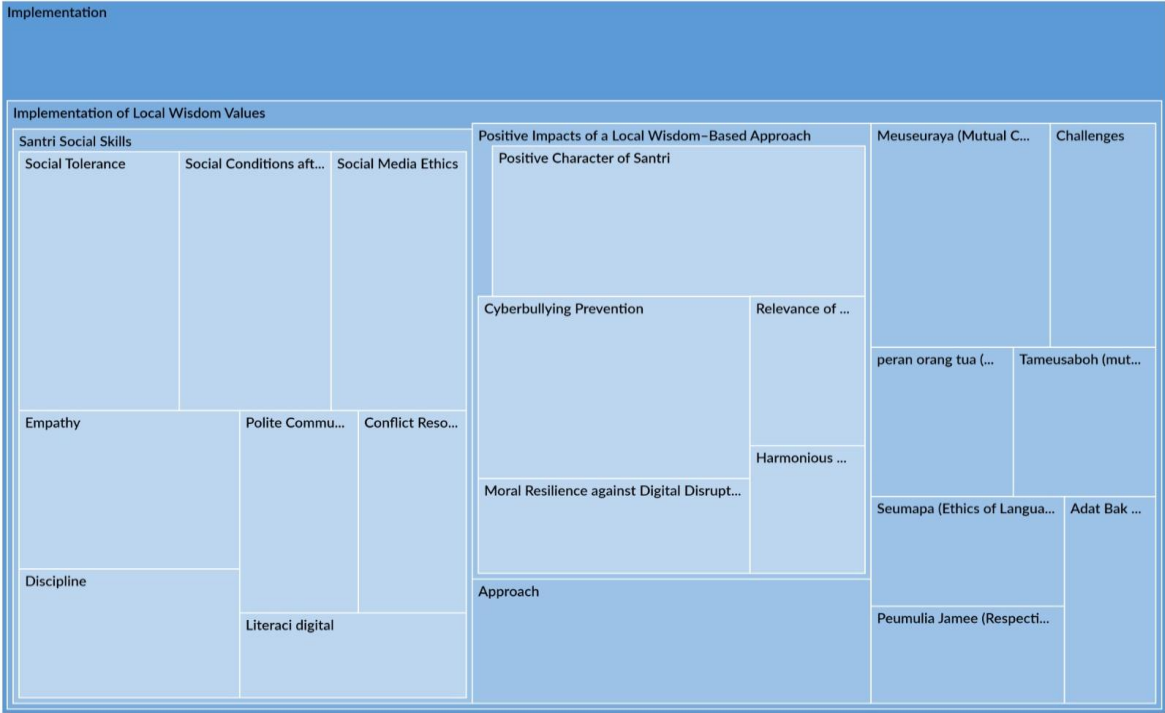 Implementation
Implementation of Local Wisdom Values
Santri Social Skills
Social Tolerance
Social Conditions aft...
Social Media Ethics
Empathy
Polite Commu...
Conflict Reso...
Discipline
Literaci digital
Positive Impacts of a Local Wisdom–Based Approach
Positive Character of Santri
Cyberbullying Prevention
Relevance of ...
Harmonious ...
Moral Resilience against Digital Disrupt...
Approach
Meuseuraya (Mutual C...
Challenges
peran orang tua (...
Tameusaboh (mut...
Seumapa (Ethics of Langua...
Adat Bak ...
Peumulia Jamee (Respecti...